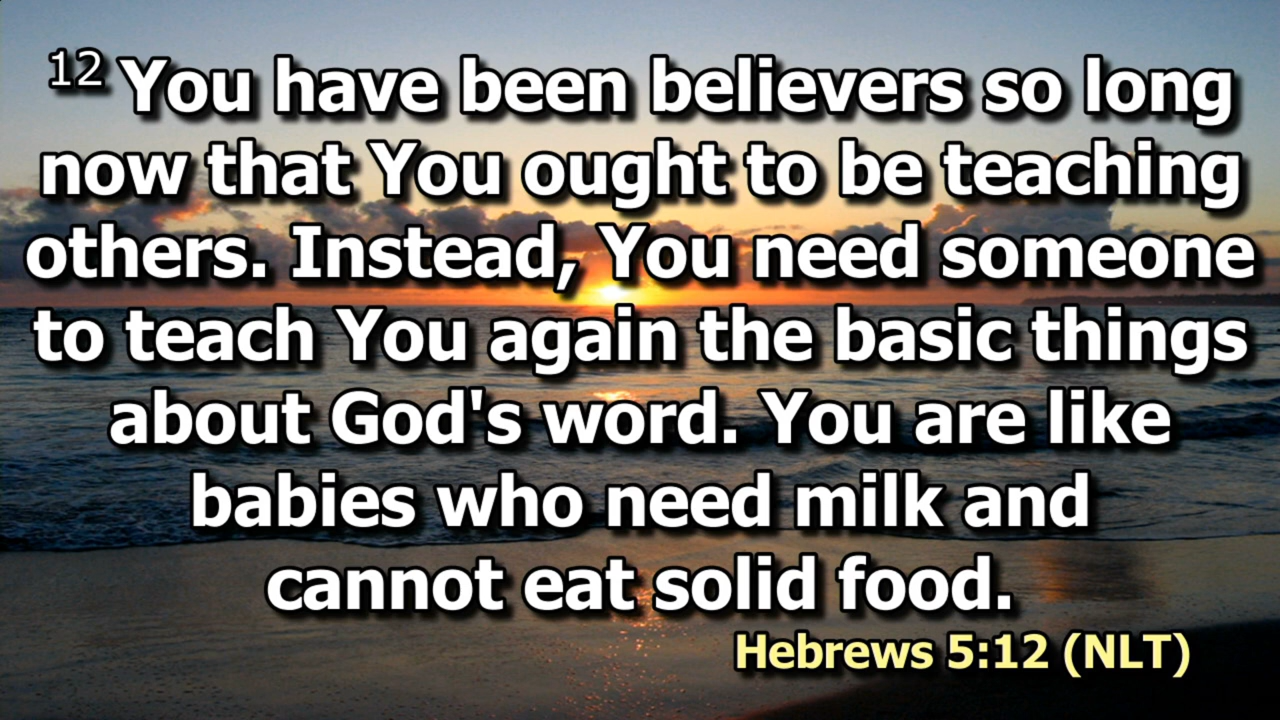 12 You have been believers so long
now that You ought to be teaching
others. Instead, You need someone
to teach You again the basic things
about God's word. You are like
babies who need milk and
cannot eat solid food.
Hebrews 5:12 (NLT)